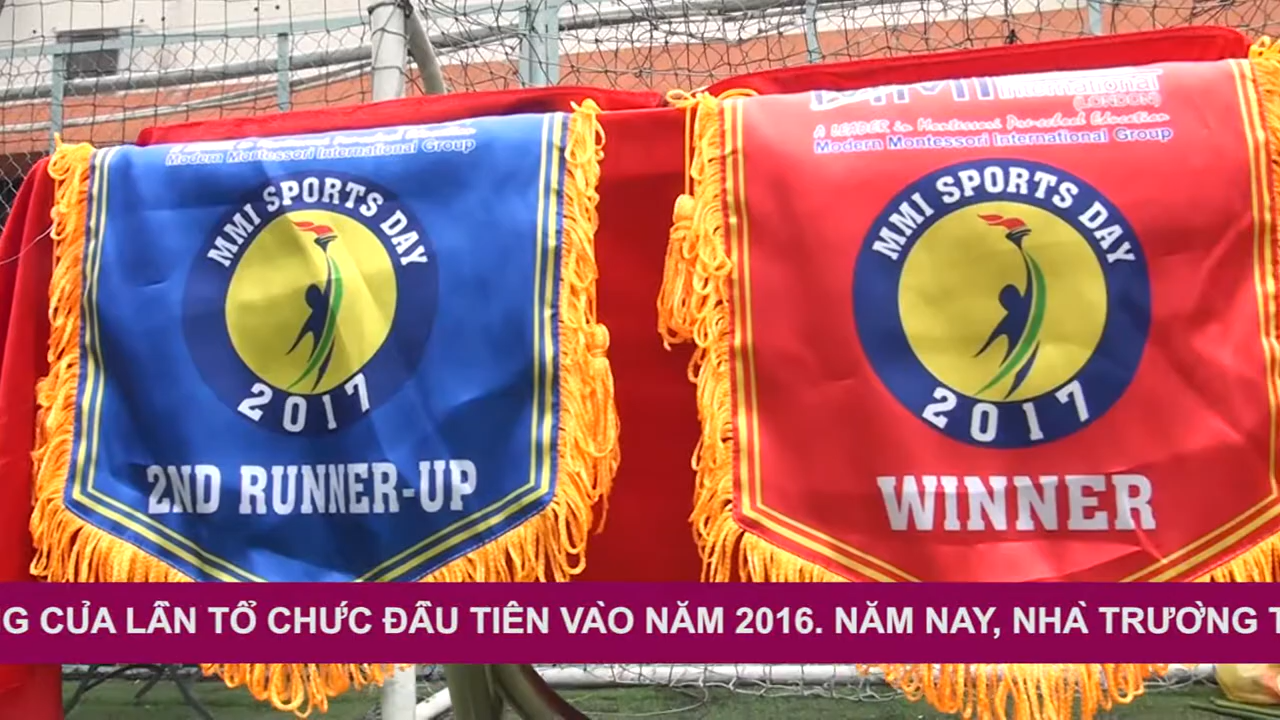 Modern Montessori International Group
MMI SPORTS DAY
2017
2ND RUNNER-UP
International
(LONDON)
A LEADER in Montessori Pre-school Education
Modern Montessori International Group
MMI SPORTS DAY
2017
WINNER
CỦA LẦN TỔ CHỨC ĐẦU TIÊN VÀO NĂM 2016. NĂM NAY, NHÀ TRƯỜNG